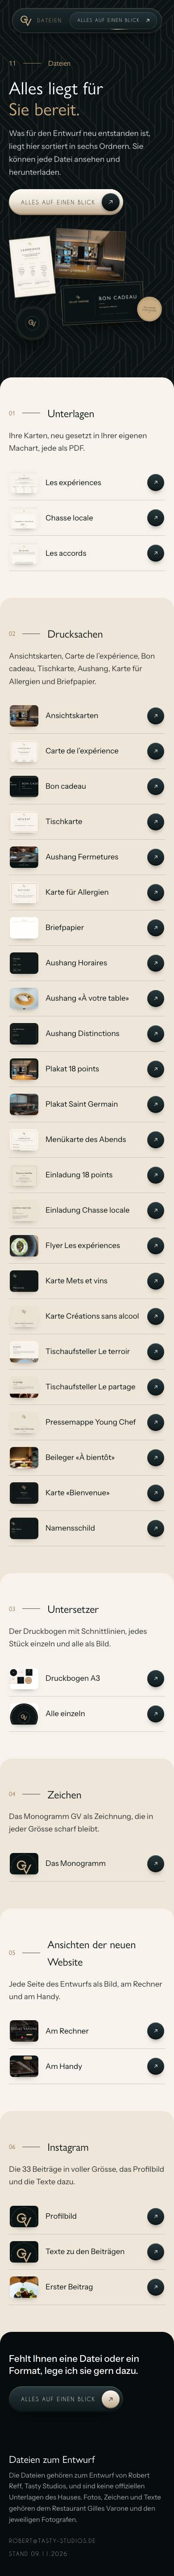 GV DATEIEN ALLES AUF EINEN BLICK
11 Dateien
Alles liegt für
Sie bereit.
Was für den Entwurf neu entstanden ist,
liegt hier sortiert in sechs Ordnern. Sie
können jede Datei ansehen und
herunterladen.
ALLES AUF EINEN BLICK
BON CADEAU
01 Unterlagen
Ihre Karten, neu gesetzt in Ihrer eigenen
Machart, jede als PDF.
Les expériences
Chasse locale
Les accords
02 Drucksachen
Ansichtskarten, Carte de l'expérience, Bon
cadeau, Tischkarte, Aushang, Karte für
Allergien und Briefpapier.
Ansichtskarten
Carte de l'expérience
Bon cadeau
Tischkarte
Aushang Fermetures
Karte für Allergien
Briefpapier
Aushang Horaires
Aushang «À votre table»
Aushang Distinctions
Plakat 18 points
Plakat Saint Germain
Menükarte des Abends
Einladung 18 points
Einladung Chasse locale
Flyer Les expériences
Karte Mets et vins
Karte Créations sans alcool
Tischaufsteller Le terroir
Tischaufsteller Le partage
Pressemappe Young Chef
Beileger «À bientôt»
Karte «Bienvenue»
Namensschild
03 Untersetzer
Der Druckbogen mit Schnittlinien, jedes
Stück einzeln und alle als Bild.
Druckbogen A3
Alle einzeln
04 Zeichen
Das Monogramm GV als Zeichnung, die in
jeder Grösse scharf bleibt.
Das Monogramm
05 Ansichten der neuen
Website
Jede Seite des Entwurfs als Bild, am Rechner
und am Handy.
Am Rechner
Am Handy
06 Instagram
Die 33 Beiträge in voller Grösse, das Profilbild
und die Texte dazu.
Profilbild
Texte zu den Beiträgen
Erster Beitrag
Fehlt Ihnen eine Datei oder ein
Format, lege ich sie gern dazu.
ALLES AUF EINEN BLICK
Dateien zum Entwurf
Die Dateien gehören zum Entwurf von Robert
Reff, Tasty Studios, und sind keine offiziellen
Unterlagen des Hauses. Fotos, Zeichen und Texte
gehören dem Restaurant Gilles Varone und den
jeweiligen Fotografen.
ROBERT@TASTY-STUDIOS.DE
STAND 09.11.2026